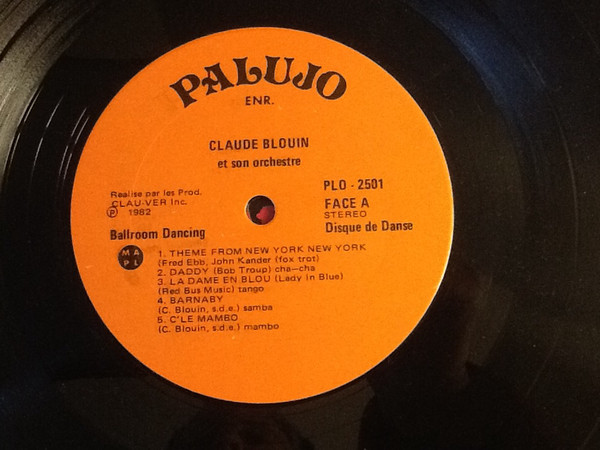 PALUJO
ENR.
CLAUDE BLOUIN
et son orchestre
Realise par les Prod.
CLAU-VER Inc.
Ⓟ 1982
PLO - 2501
FACE A
STEREO
Ballroom Dancing
Disque de Danse
MA
PL
1. THEME FROM NEW YORK NEW YORK
(Fred Ebb, John Kander (fox trot)
2. DADDY (Bob Troup) cha-cha
3. LA DAME EN BLOU (Lady in Blue)
(Red Bus Music) tango
4. BARNABY
(C. Blouin, s.d.e.) samba
5. C'LE MAMBO
(C. Blouin, s.d.e.) mambo